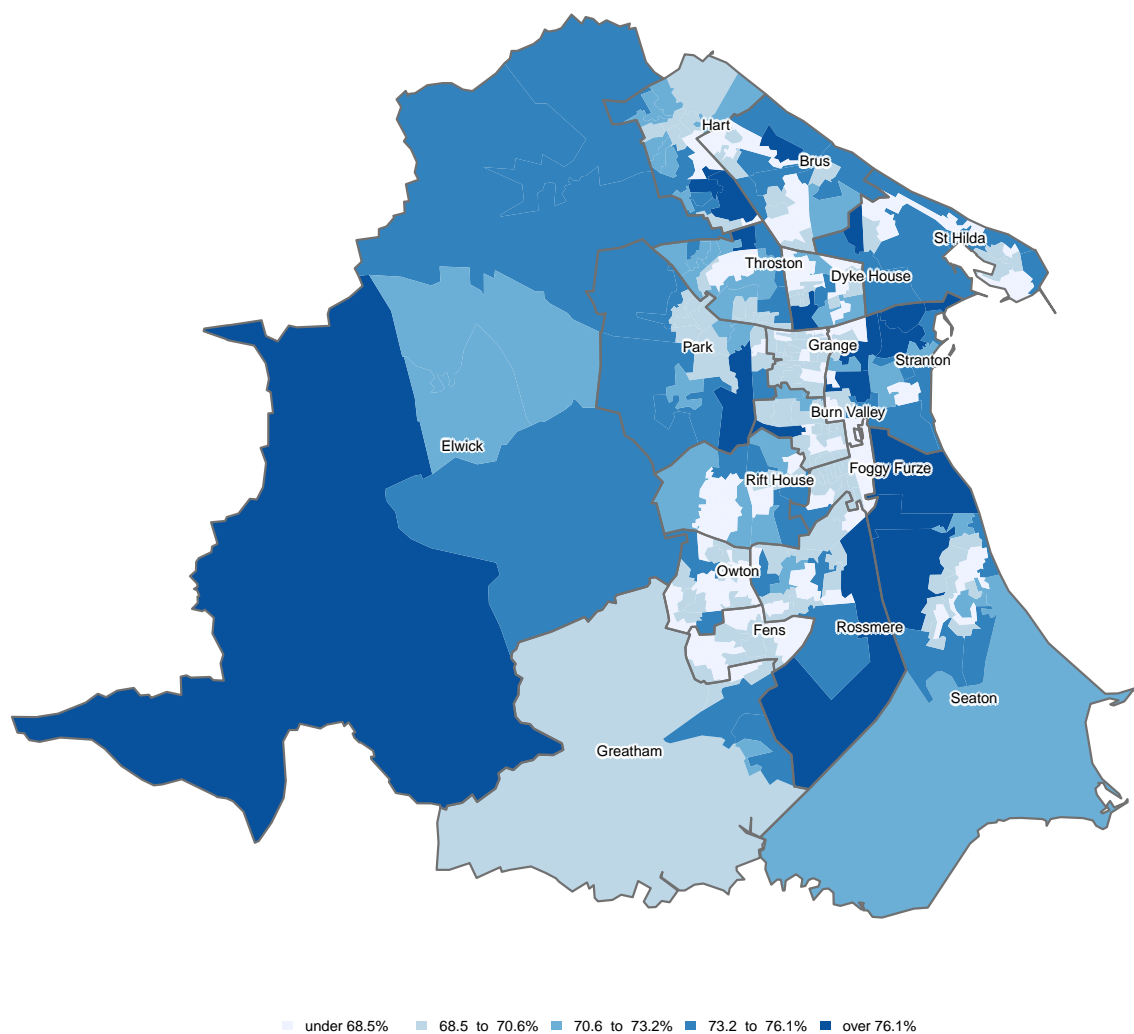 Hart
Brus
St Hilda
Throston
Dyke House
Park
Grange
Stranton
Burn Valley
Elwick
Foggy Furze
Rift House
Owton
Fens
Rossmere
Seaton
Greatham
under 68.5% 68.5 to 70.6% 70.6 to 73.2% 73.2 to 76.1% over 76.1%